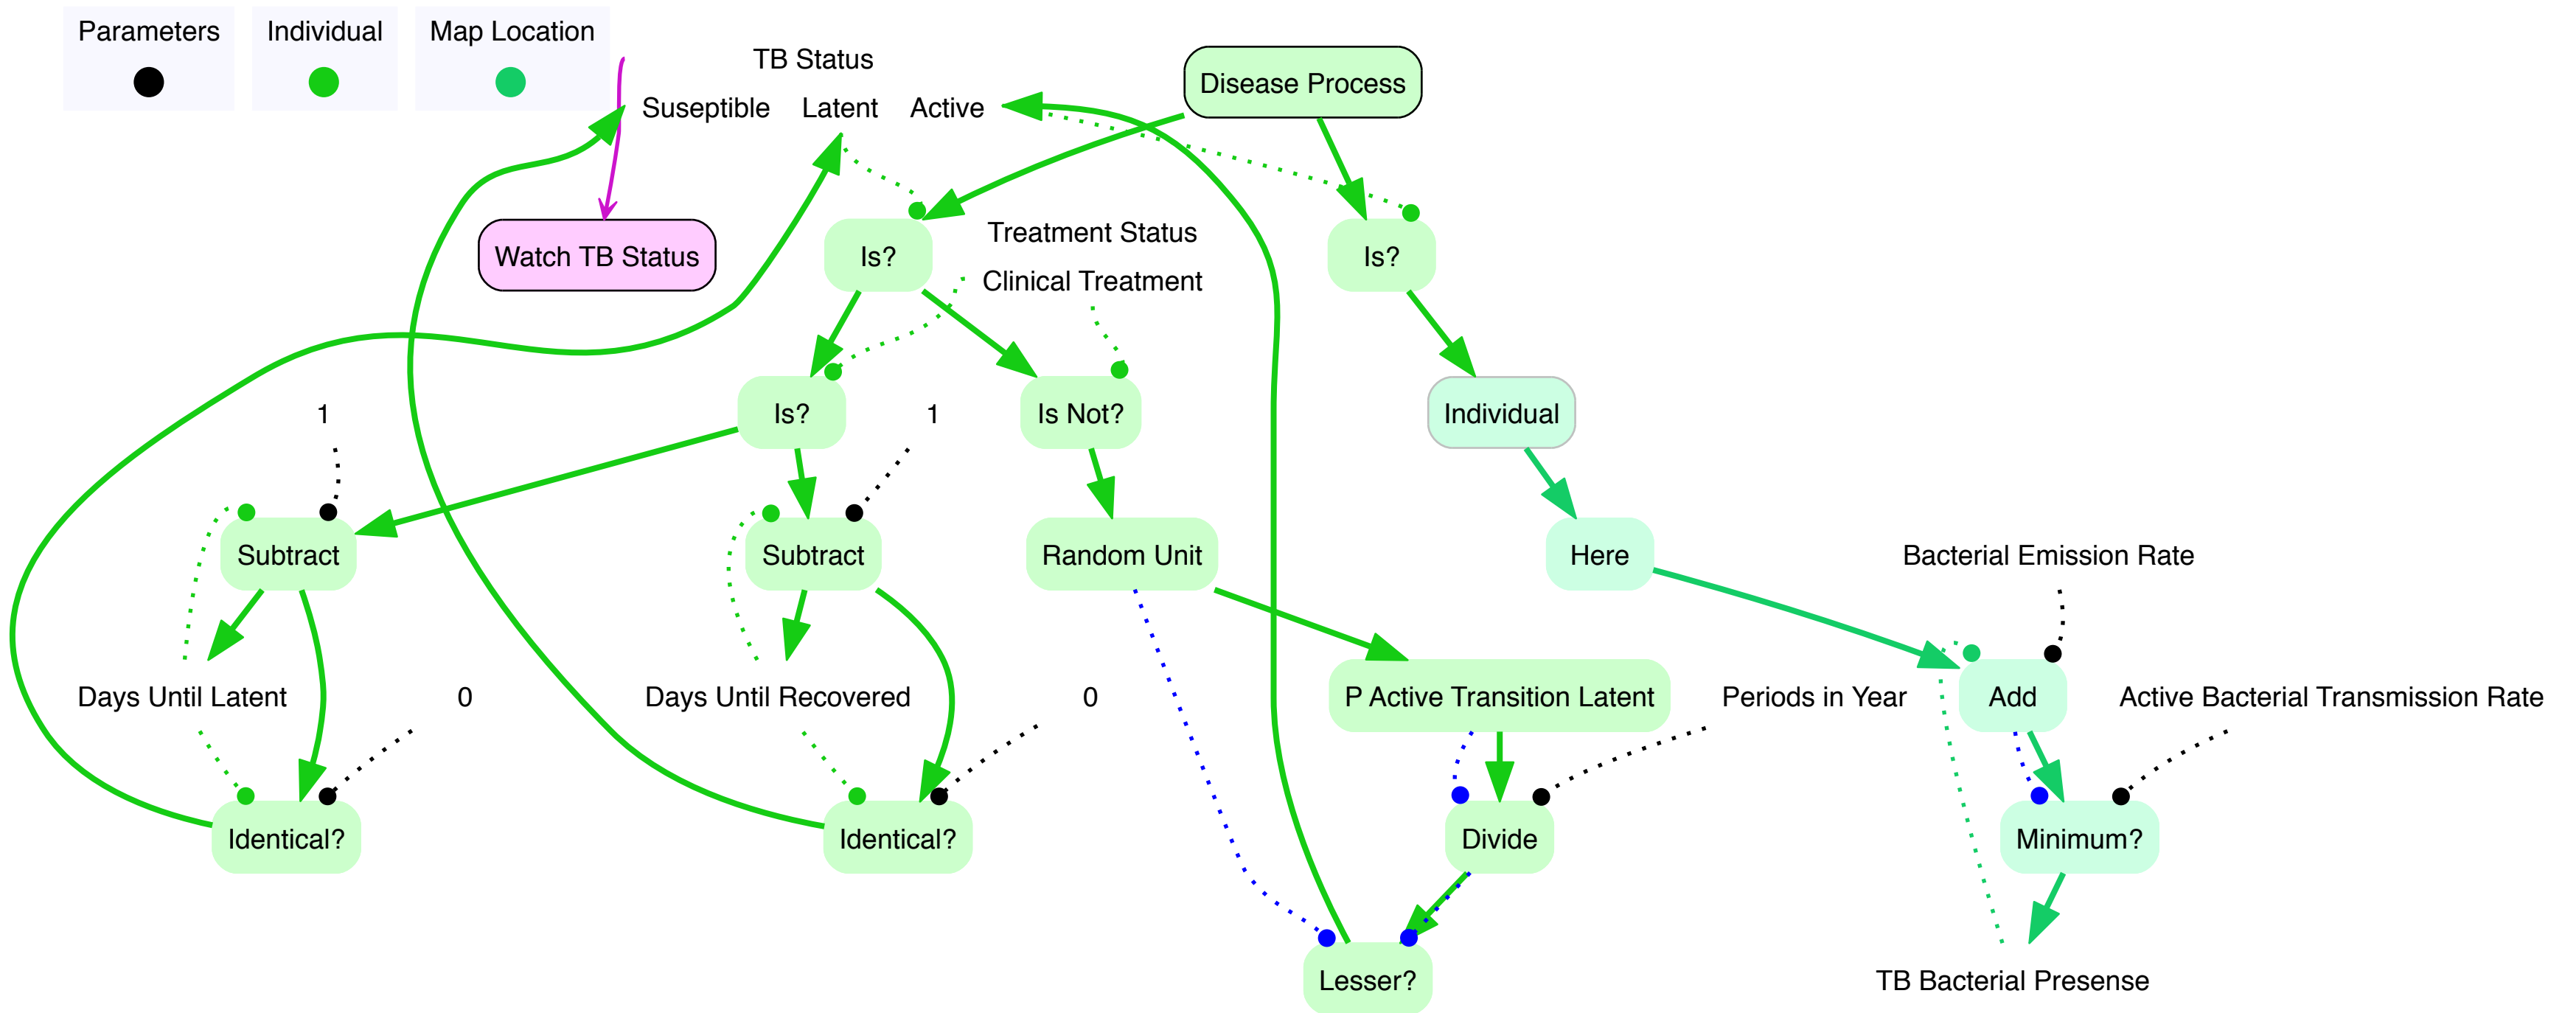 Parameters
Individual
Map Location
TB Status
Suseptible Latent Active
Disease Process
Watch TB Status
Is?
Treatment Status
Clinical Treatment
Is?
1
Is?
1
Is Not?
Individual
Subtract
Subtract
Random Unit
Here
Bacterial Emission Rate
Days Until Latent
0
Days Until Recovered
0
P Active Transition Latent
Periods in Year
Add
Active Bacterial Transmission Rate
Identical?
Identical?
Divide
Minimum?
Lesser?
TB Bacterial Presense